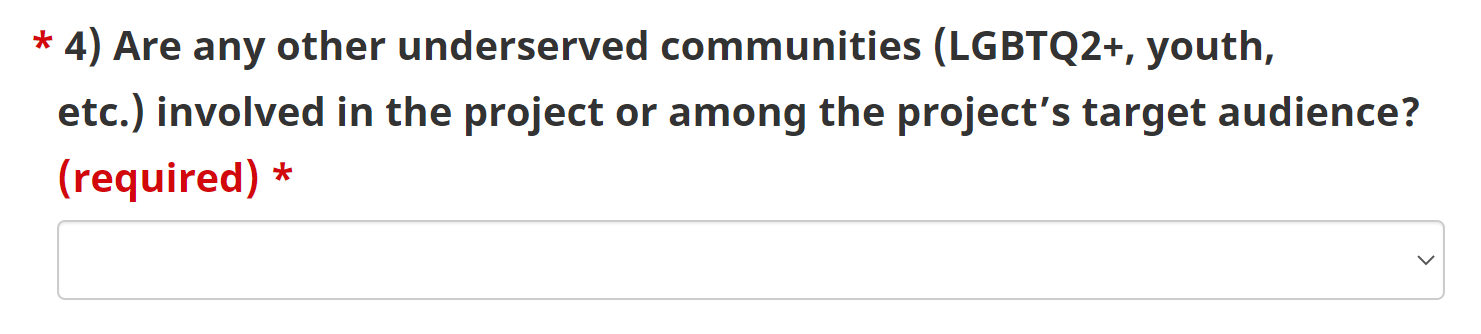 * 4) Are any other underserved communities (LGBTQ2+, youth,
etc.) involved in the project or among the project’s target audience?
(required) *